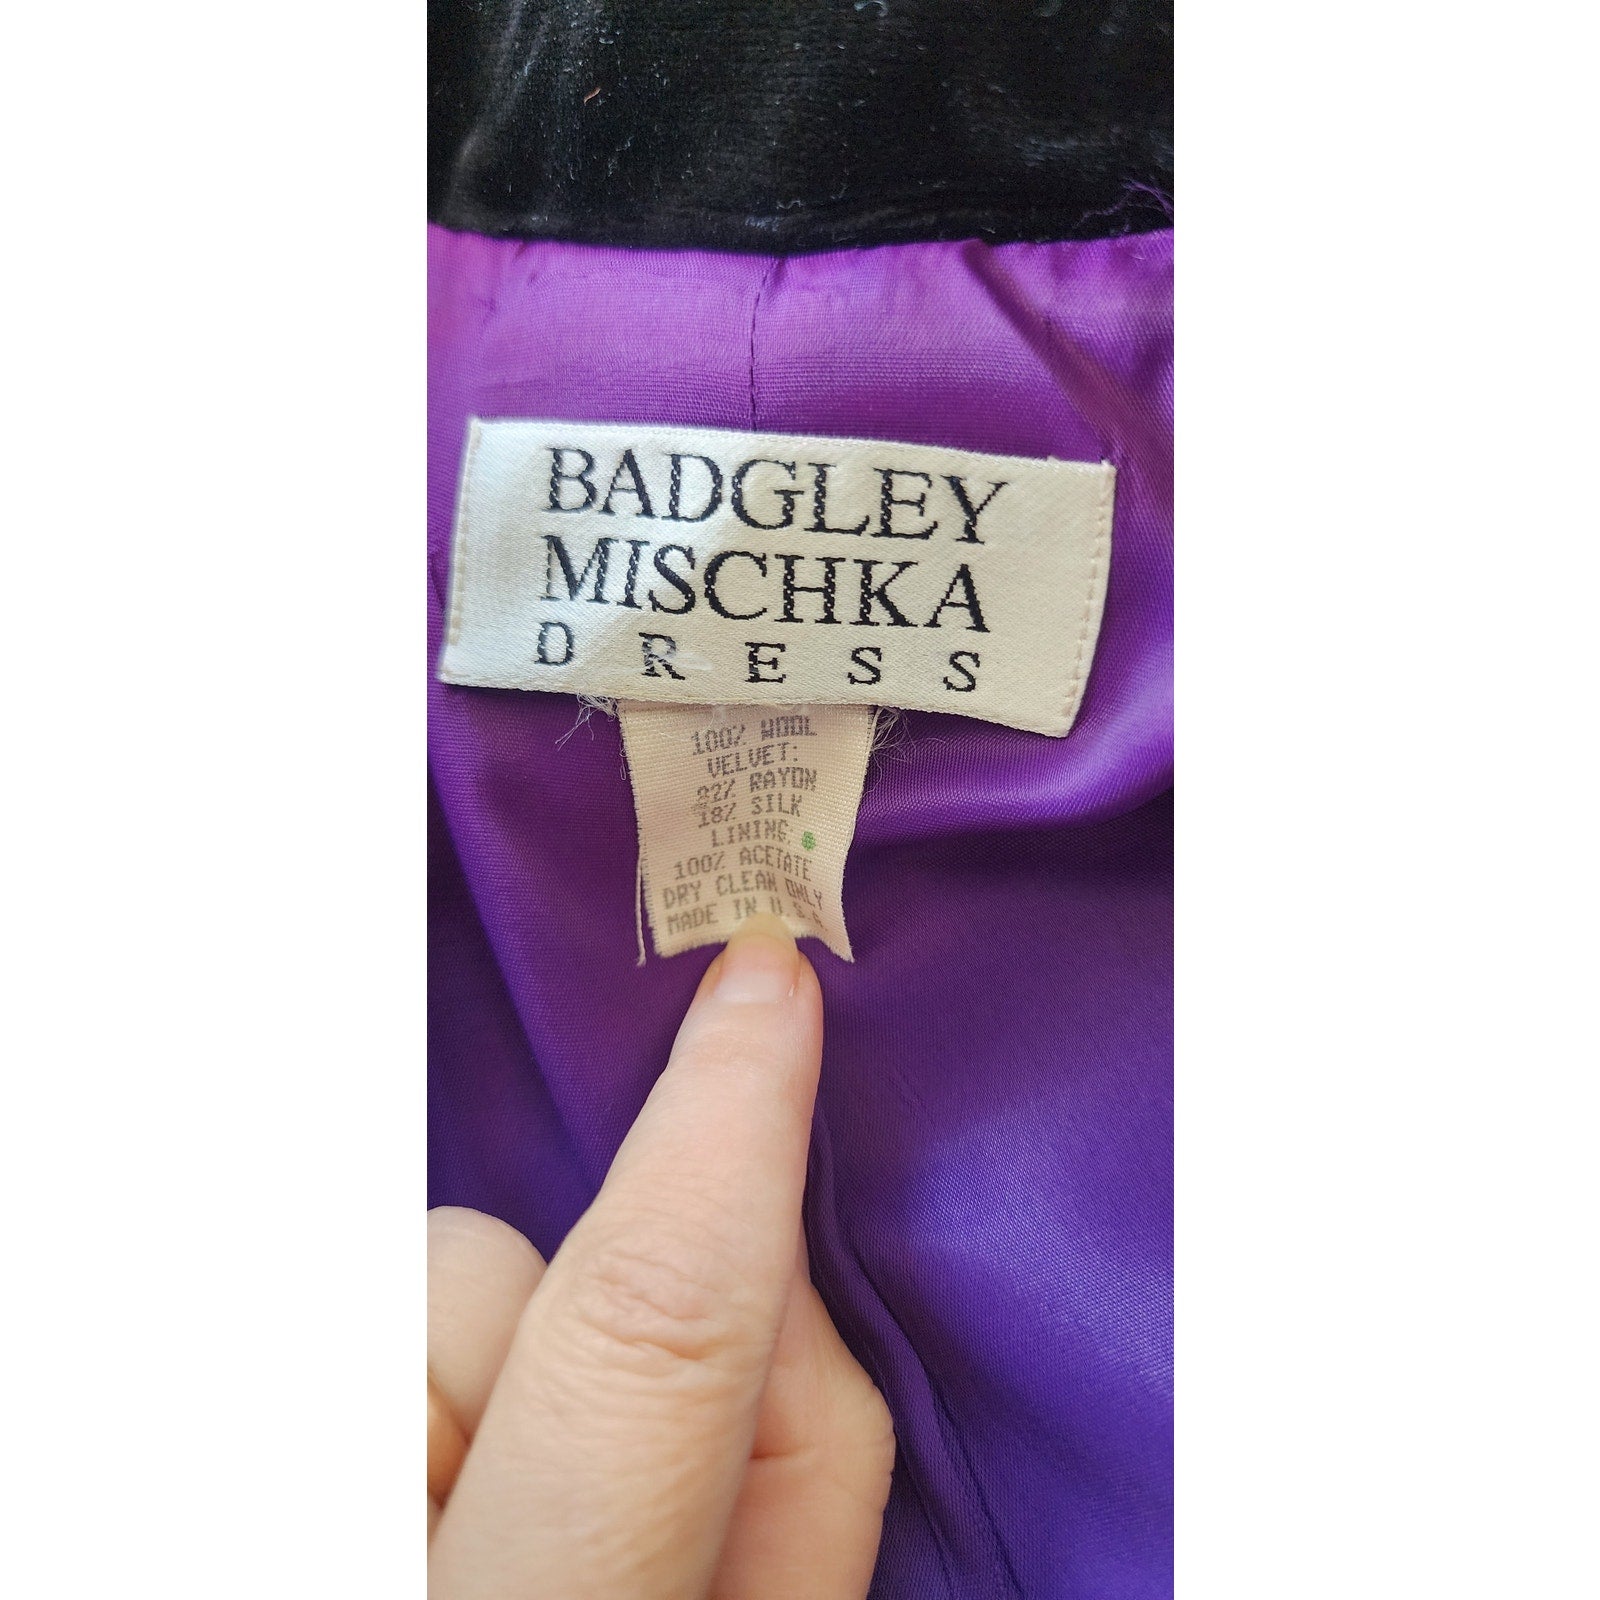 BADGLEY
MISCHKA
DRESS
100% WOOL
VELVET:
82% RAYON
18% SILK
LINING:
100% ACETATE
DRY CLEAN ONLY
MADE IN U.S.A